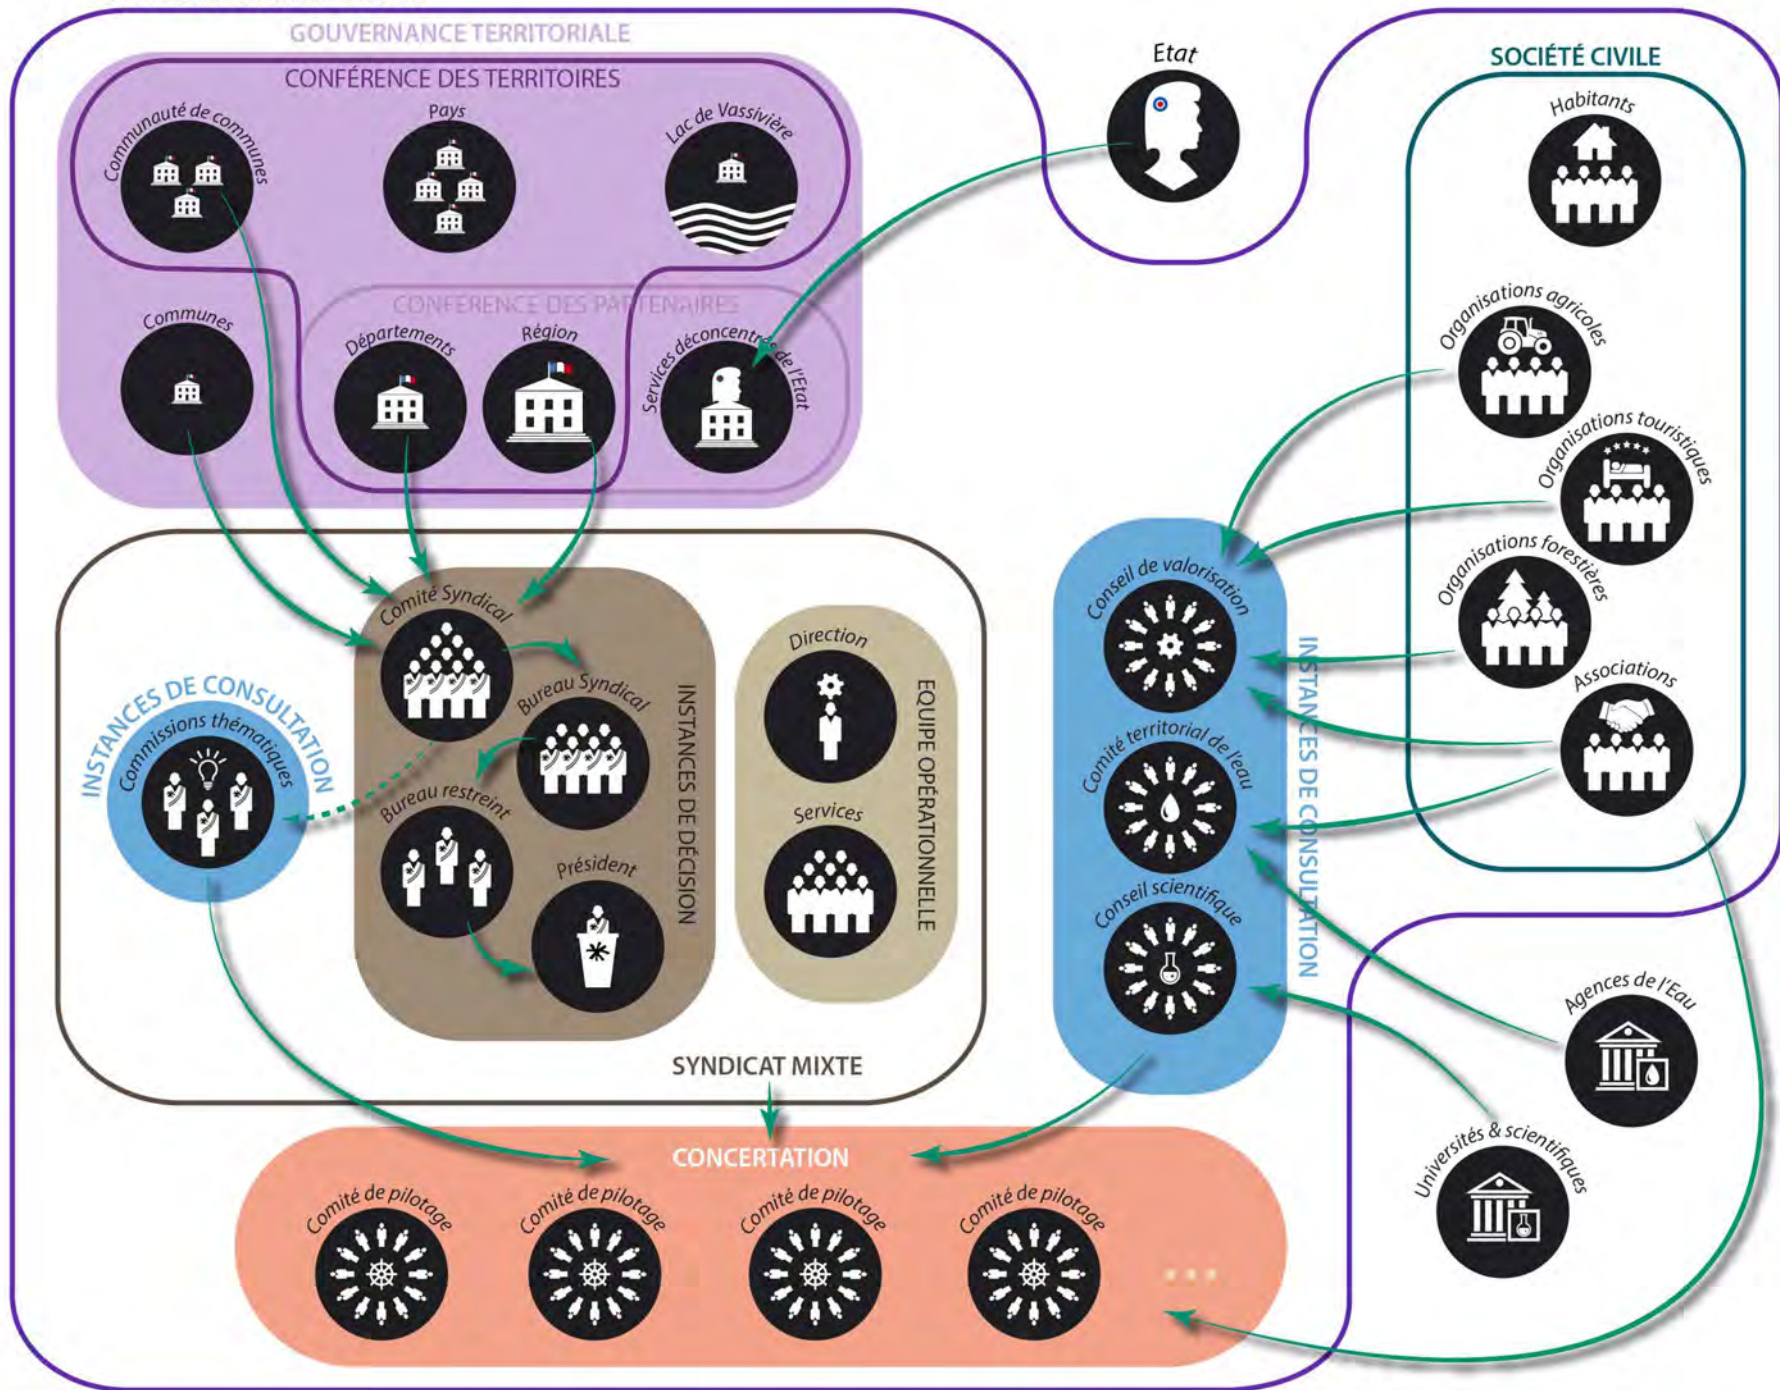 GOUVERNANCE TERRITORIALE
CONFÉRENCE DES TERRITOIRES
Communauté de communes
Pays
Lac de Vassivière
Etat
SOCIÉTÉ CIVILE
Habitants
CONFÉRENCE DES PARTENAIRES
Communes
Départements
Région
Services déconcentrés de l'Etat
Organisations agricoles
Organisations touristiques
Organisations forestières
Associations
Comité Syndical
Bureau Syndical
Bureau restreint
Président
INSTANCES DE DÉCISION
INSTANCES DE CONSULTATION
Commissions thématiques
Direction
Services
EQUIPE OPÉRATIONNELLE
Conseil de valorisation
Comité territorial de l'eau
Conseil scientifique
INSTANCES DE CONSULTATION
SYNDICAT MIXTE
Agences de l'Eau
Universités & scientifiques
CONCERTATION
Comité de pilotage
Comité de pilotage
Comité de pilotage
Comité de pilotage
...